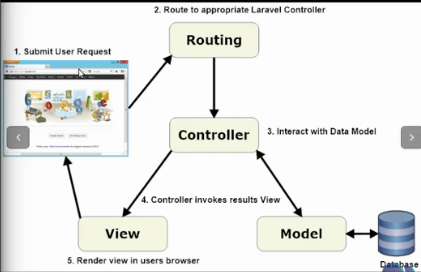 2. Route to appropriate Laravel Controller
Routing
1. Submit User Request
Controller
3. Interact with Data Model
4. Controller invokes results View
View
Model
Database
5. Render view in users browser